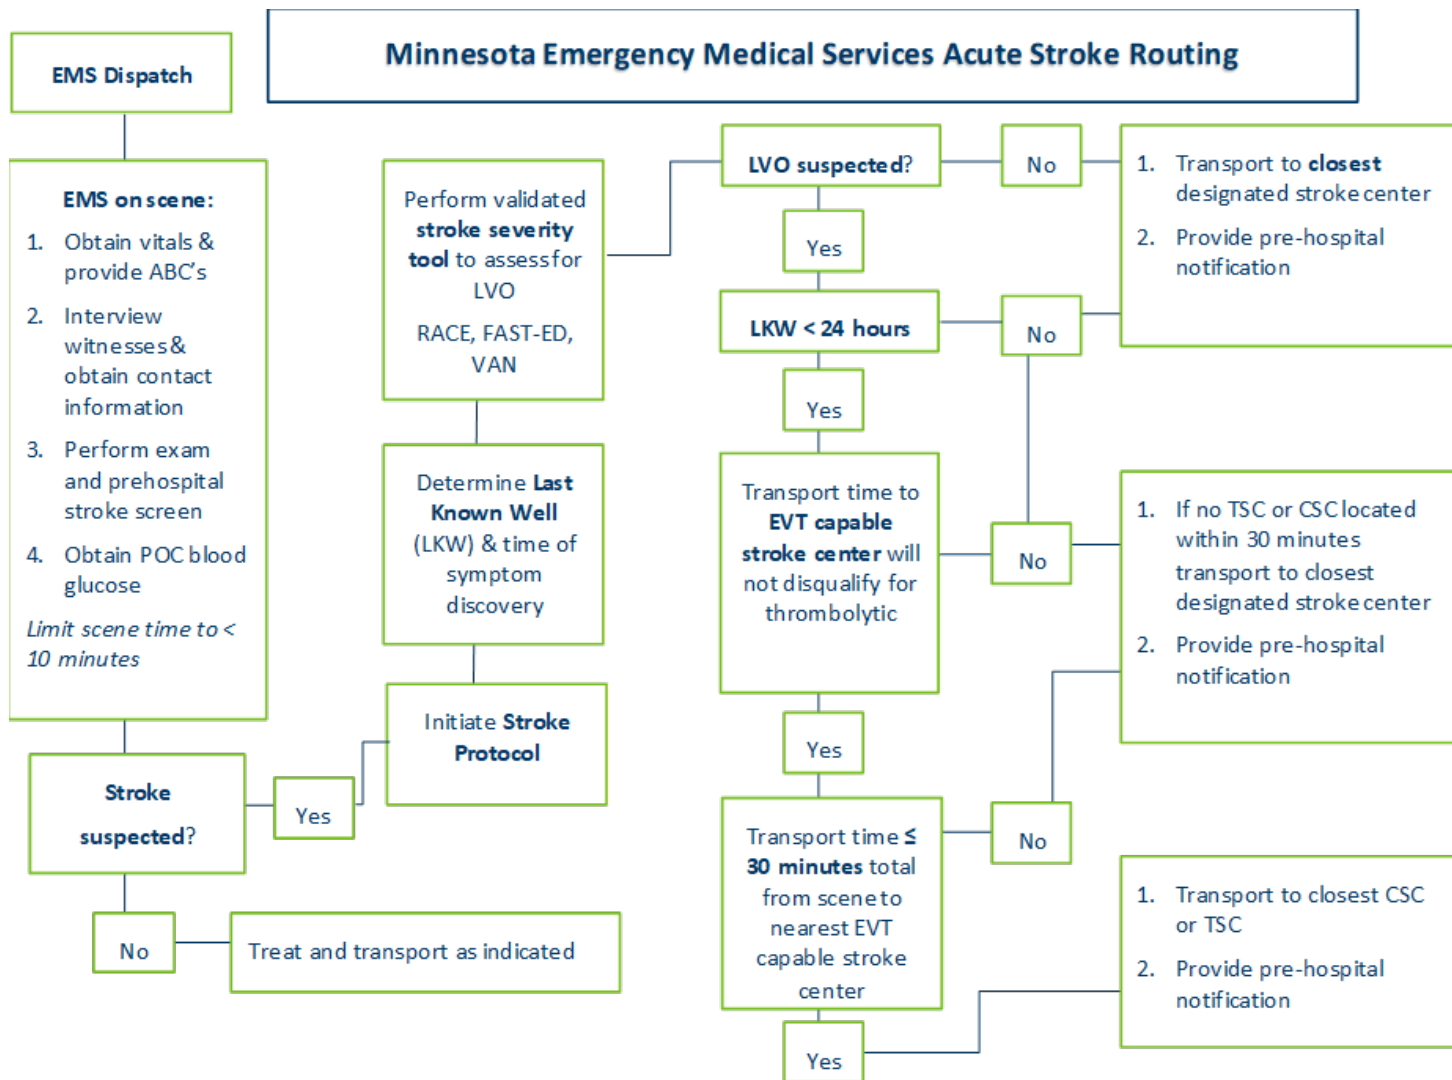 Minnesota Emergency Medical Services Acute Stroke Routing
EMS Dispatch
EMS on scene:
1. Obtain vitals &
provide ABC's
2. Interview
witnesses &
obtain contact
information
3. Perform exam
and prehospital
stroke screen
4. Obtain POC blood
glucose
Limit scene time to <
10 minutes
Stroke
suspected?
Yes
No
Treat and transport as indicated
Initiate Stroke
Protocol
Determine Last
Known Well
(LKW) & time of
symptom
discovery
Perform validated
stroke severity
tool to assess for
LVO
RACE, FAST-ED,
VAN
LVO suspected?
No
1. Transport to closest
designated stroke center
2. Provide pre-hospital
notification
Yes
LKW < 24 hours
No
Yes
Transport time to
EVT capable
stroke center will
not disqualify for
thrombolytic
No
1. If no TSC or CSC located
within 30 minutes
transport to closest
designated stroke center
2. Provide pre-hospital
notification
Yes
Transport time ≤
30 minutes total
from scene to
nearest EVT
capable stroke
center
No
Yes
1. Transport to closest CSC
or TSC
2. Provide pre-hospital
notification